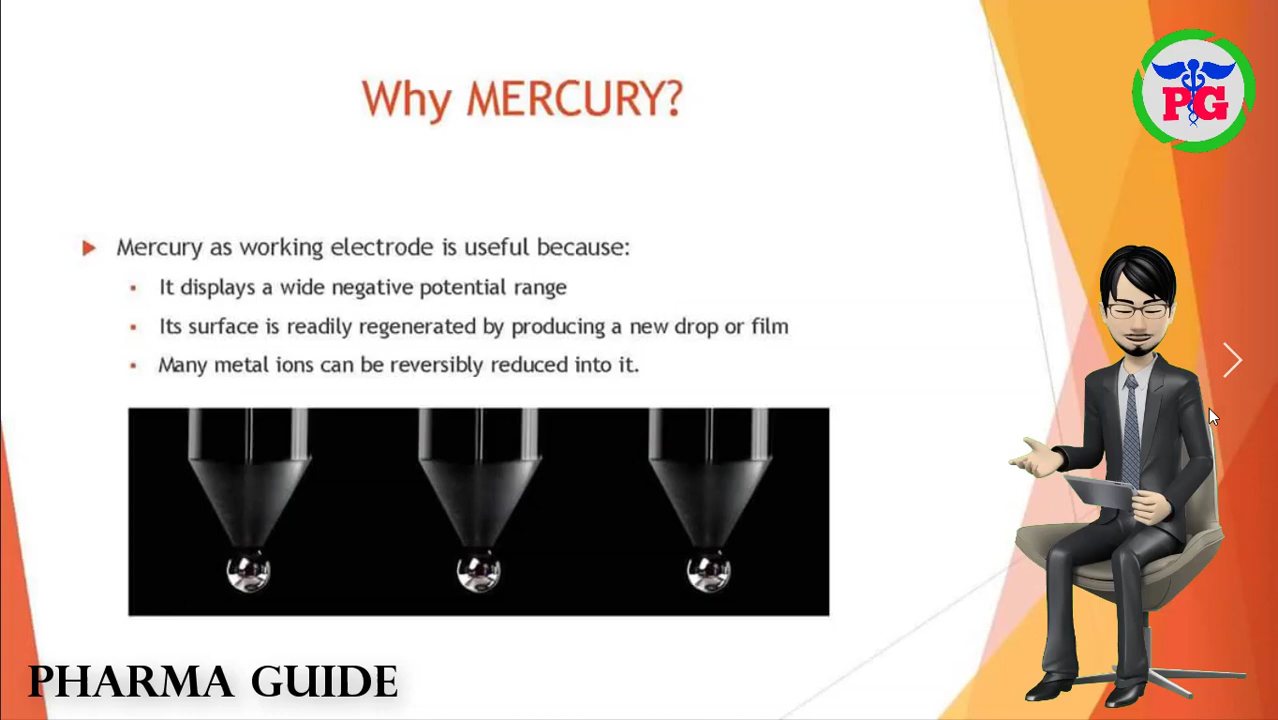 Why MERCURY?
PG
Mercury as working electrode is useful because:
It displays a wide negative potential range
Its surface is readily regenerated by producing a new drop or film
Many metal ions can be reversibly reduced into it.
PHARMA GUIDE